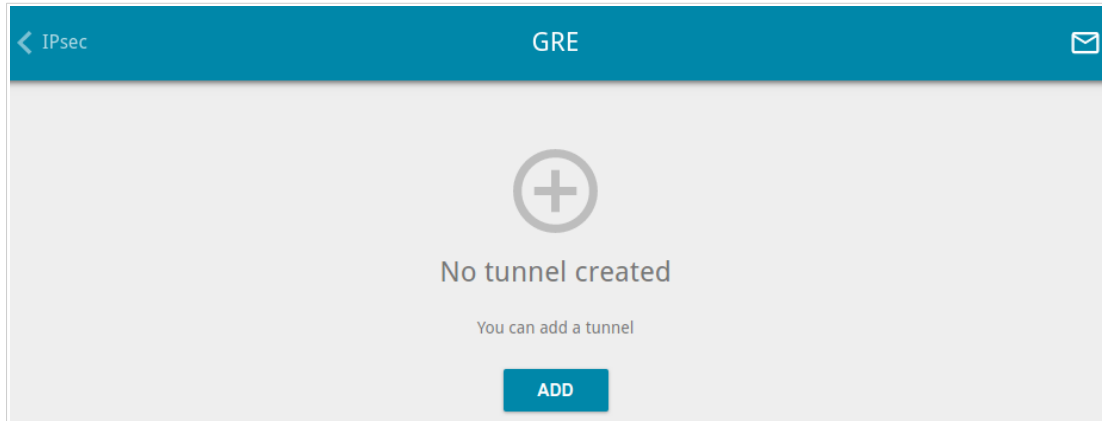 IPsec
GRE
No tunnel created
You can add a tunnel
ADD